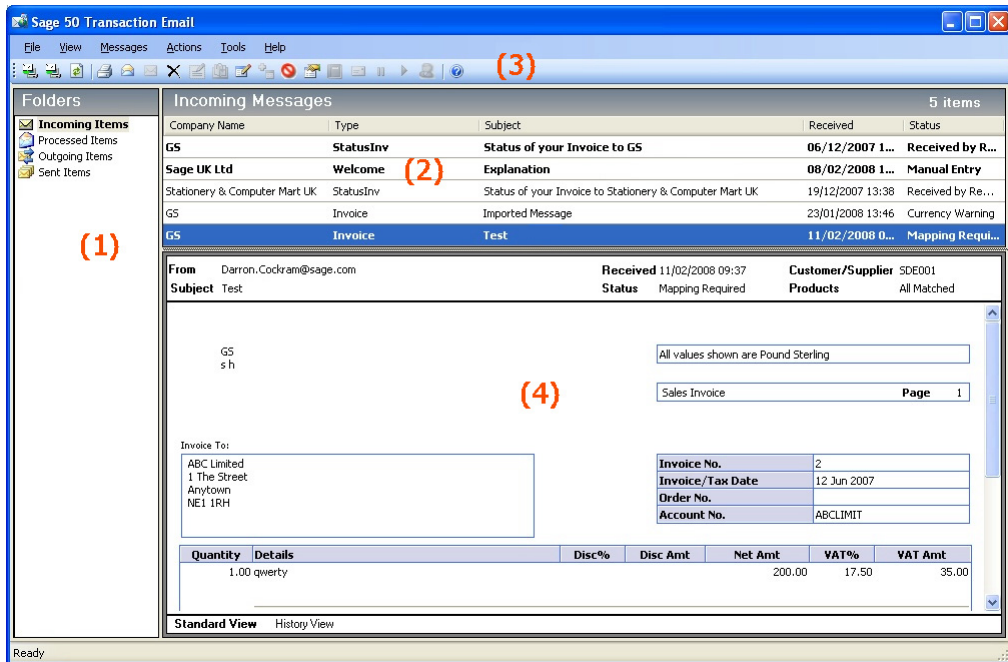 Sage 50 Transaction Email
File View Messages Actions Tools Help
(3)
Folders
Incoming Items
Processed Items
Outgoing Items
Sent Items
(1)
Incoming Messages 5 items
Company Name Type Subject Received Status
GS StatusInv Status of your Invoice to GS 06/12/2007 1... Received by R...
Sage UK Ltd Welcome Explanation 08/02/2008 1... Manual Entry
(2)
Stationery & Computer Mart UK StatusInv Status of your Invoice to Stationery & Computer Mart UK 19/12/2007 13:38 Received by Re...
GS Invoice Imported Message 23/01/2008 13:46 Currency Warning
GS Invoice Test 11/02/2008 0... Mapping Requi...
From Darron.Cockram@sage.com Received 11/02/2008 09:37 Customer/Supplier SDE001
Subject Test Status Mapping Required Products All Matched
GS
s h
All values shown are Pound Sterling
(4)
Sales Invoice Page 1
Invoice To:
ABC Limited
1 The Street
Anytown
NE1 1RH
Invoice No. 2
Invoice/Tax Date 12 Jun 2007
Order No.
Account No. ABCLIMIT
Quantity Details Disc% Disc Amt Net Amt VAT% VAT Amt
1.00 qwerty 200.00 17.50 35.00
Standard View History View
Ready